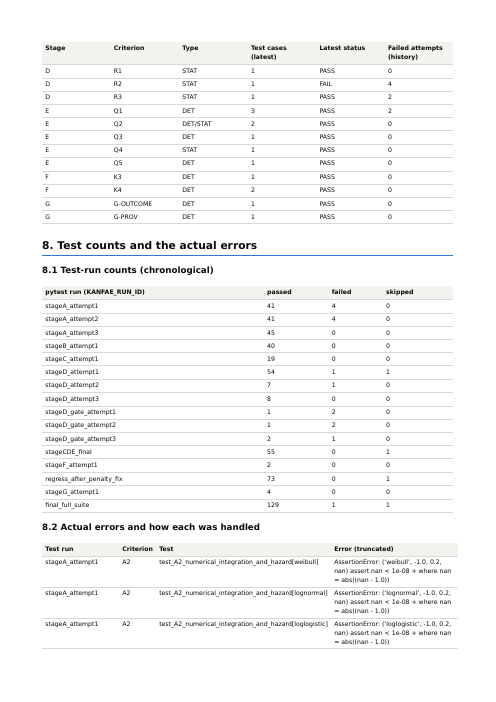 Stage Criterion Type Test cases (latest) Latest status Failed attempts (history)
D R1 STAT 1 PASS 0
D R2 STAT 1 FAIL 4
D R3 STAT 1 PASS 2
E Q1 DET 3 PASS 2
E Q2 DET/STAT 2 PASS 0
E Q3 DET 1 PASS 0
E Q4 STAT 1 PASS 0
E Q5 DET 1 PASS 0
F K3 DET 1 PASS 0
F K4 DET 2 PASS 0
G G-OUTCOME DET 1 PASS 0
G G-PROV DET 1 PASS 0
8. Test counts and the actual errors
8.1 Test-run counts (chronological)
pytest run (KANFAE_RUN_ID) passed failed skipped
stageA_attempt1 41 4 0
stageA_attempt2 41 4 0
stageA_attempt3 45 0 0
stageB_attempt1 40 0 0
stageC_attempt1 19 0 0
stageD_attempt1 54 1 1
stageD_attempt2 7 1 0
stageD_attempt3 8 0 0
stageD_gate_attempt1 1 2 0
stageD_gate_attempt2 1 2 0
stageD_gate_attempt3 2 1 0
stageCDE_final 55 0 1
stageF_attempt1 2 0 0
regress_after_penalty_fix 73 0 1
stageG_attempt1 4 0 0
final_full_suite 129 1 1
8.2 Actual errors and how each was handled
Test run Criterion Test Error (truncated)
stageA_attempt1 A2 test_A2_numerical_integration_and_hazard[weibull] AssertionError: ('weibull', -1.0, 0.2,
nan) assert nan < 1e-08 + where nan
= abs((nan - 1.0))
stageA_attempt1 A2 test_A2_numerical_integration_and_hazard[lognormal] AssertionError: ('lognormal', -1.0, 0.2,
nan) assert nan < 1e-08 + where nan
= abs((nan - 1.0))
stageA_attempt1 A2 test_A2_numerical_integration_and_hazard[loglogistic] AssertionError: ('loglogistic', -1.0, 0.2,
nan) assert nan < 1e-08 + where nan
= abs((nan - 1.0))